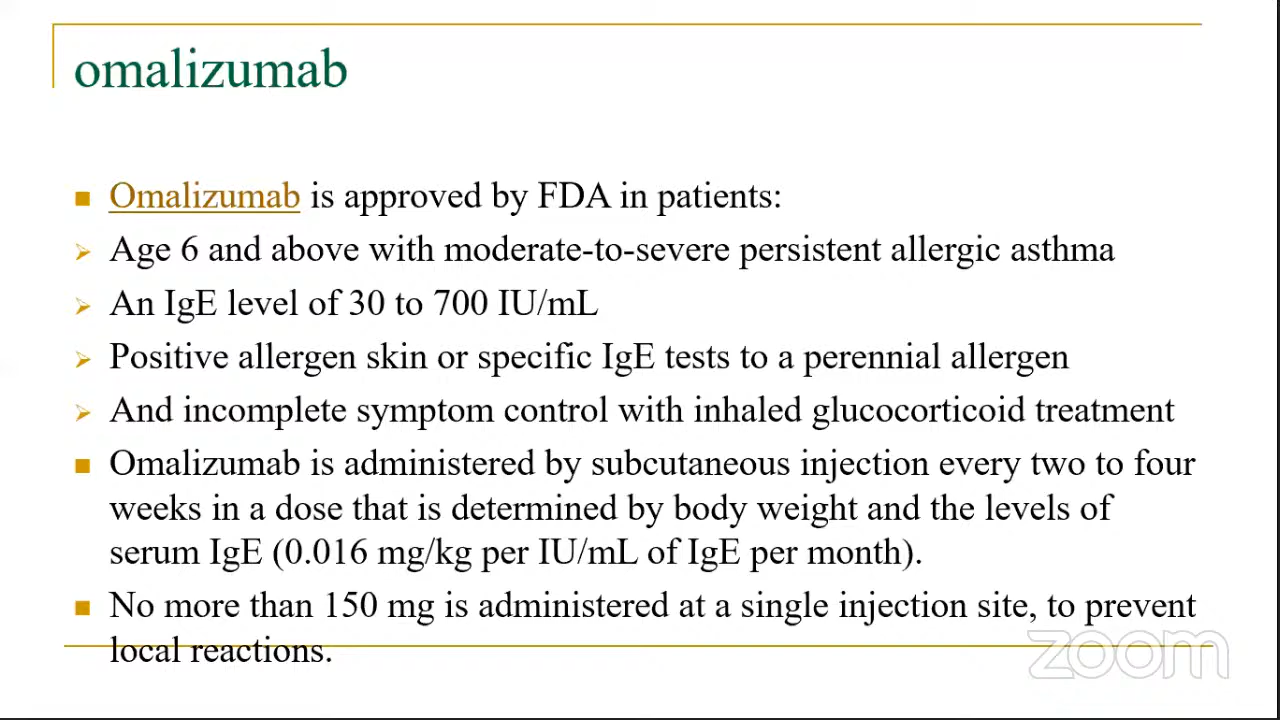 omalizumab
Omalizumab is approved by FDA in patients:
Age 6 and above with moderate-to-severe persistent allergic asthma
An IgE level of 30 to 700 IU/mL
Positive allergen skin or specific IgE tests to a perennial allergen
And incomplete symptom control with inhaled glucocorticoid treatment
Omalizumab is administered by subcutaneous injection every two to four
weeks in a dose that is determined by body weight and the levels of
serum IgE (0.016 mg/kg per IU/mL of IgE per month).
No more than 150 mg is administered at a single injection site, to prevent
local reactions.
zoom